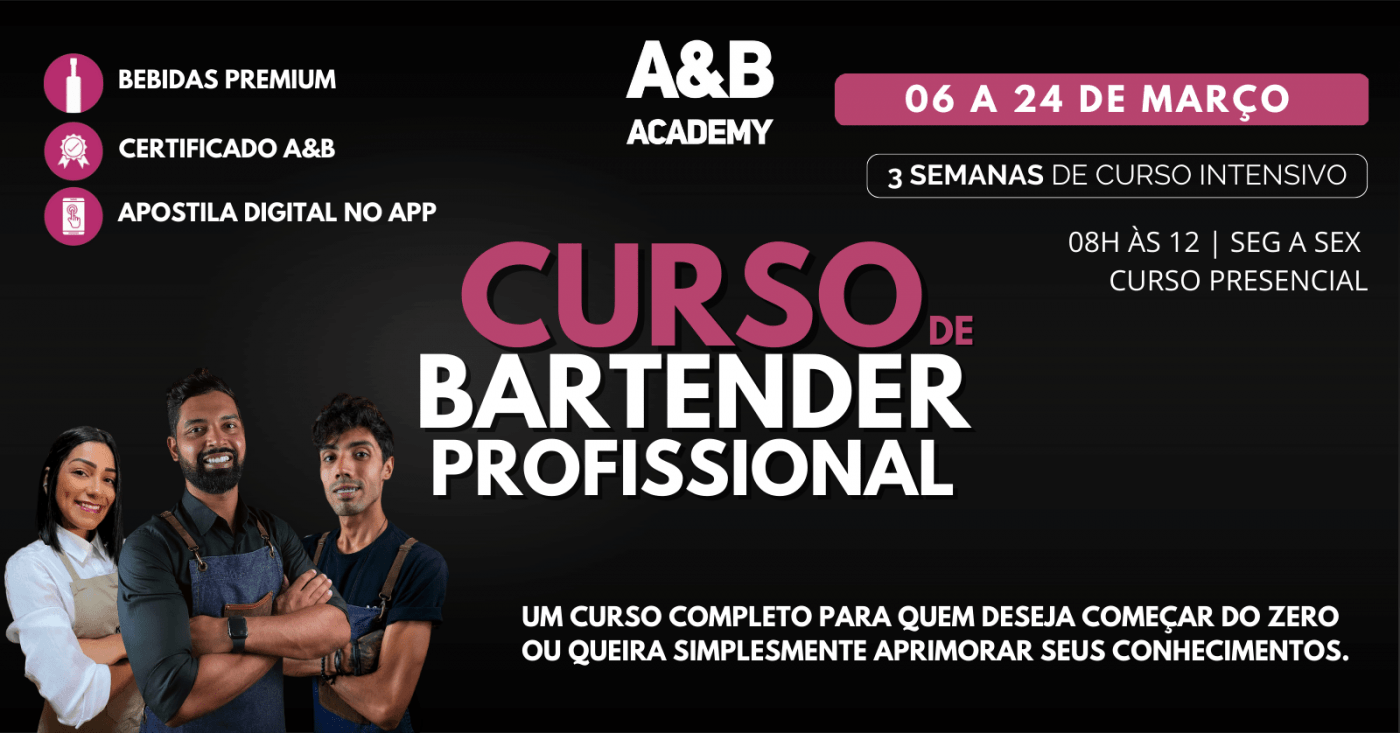 BEBIDAS PREMIUM
CERTIFICADO A&B
APOSTILA DIGITAL NO APP
A&B
ACADEMY
06 A 24 DE MARÇO
3 SEMANAS DE CURSO INTENSIVO
08H ÀS 12 | SEG A SEX
CURSO PRESENCIAL
CURSO DE
BARTENDER
PROFISSIONAL
UM CURSO COMPLETO PARA QUEM DESEJA COMEÇAR DO ZERO
OU QUEIRA SIMPLESMENTE APRIMORAR SEUS CONHECIMENTOS.